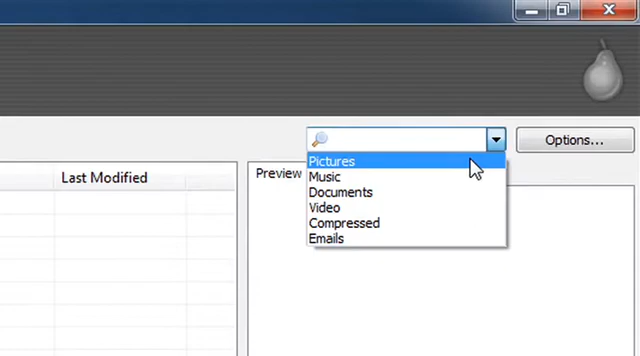 Options...
Last Modified
Preview
Pictures
Music
Documents
Video
Compressed
Emails